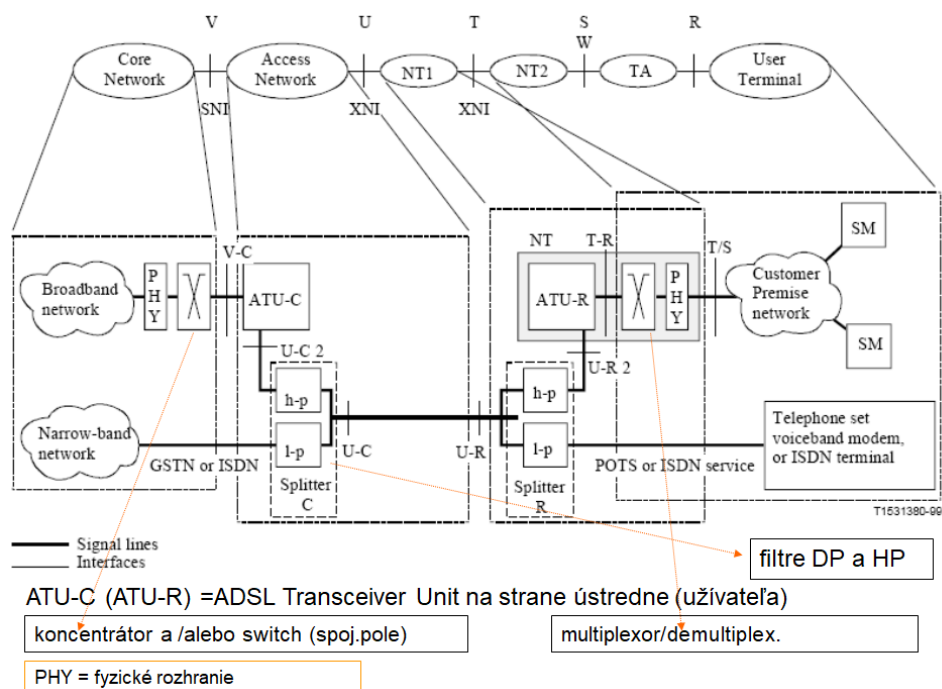 V U T S R
W
Core
Network
Access
Network
NT1
NT2
TA
User
Terminal
SNI
XNI
XNI
V-C
NT
T-R
T/S
SM
Broadband
network
P
H
Y
ATU-C
ATU-R
P
H
Y
Customer
Premise
network
SM
U-C 2
U-R 2
h-p
h-p
Narrow-band
network
l-p
U-C
U-R
l-p
Telephone set
voiceband modem,
or ISDN terminal
GSTN or ISDN
POTS or ISDN service
Splitter
C
Splitter
R
T1531380-99
Signal lines
Interfaces
filtre DP a HP
ATU-C (ATU-R) =ADSL Transceiver Unit na strane ústredne (užívateľa)
koncentrátor a /alebo switch (spoj.pole)
multiplexor/demultiplex.
PHY = fyzické rozhranie